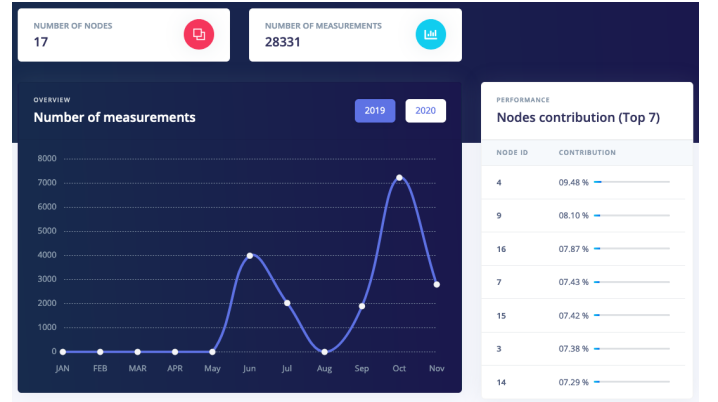 NUMBER OF NODES
17
NUMBER OF MEASUREMENTS
28331
OVERVIEW
Number of measurements
2019
2020
8000
7000
6000
5000
4000
3000
2000
1000
0
JAN FEB MAR APR May Jun Jul Aug Sep Oct Nov
PERFORMANCE
Nodes contribution (Top 7)
NODE ID CONTRIBUTION
4 09.48 %
9 08.10 %
16 07.87 %
7 07.43 %
15 07.42 %
3 07.38 %
14 07.29 %